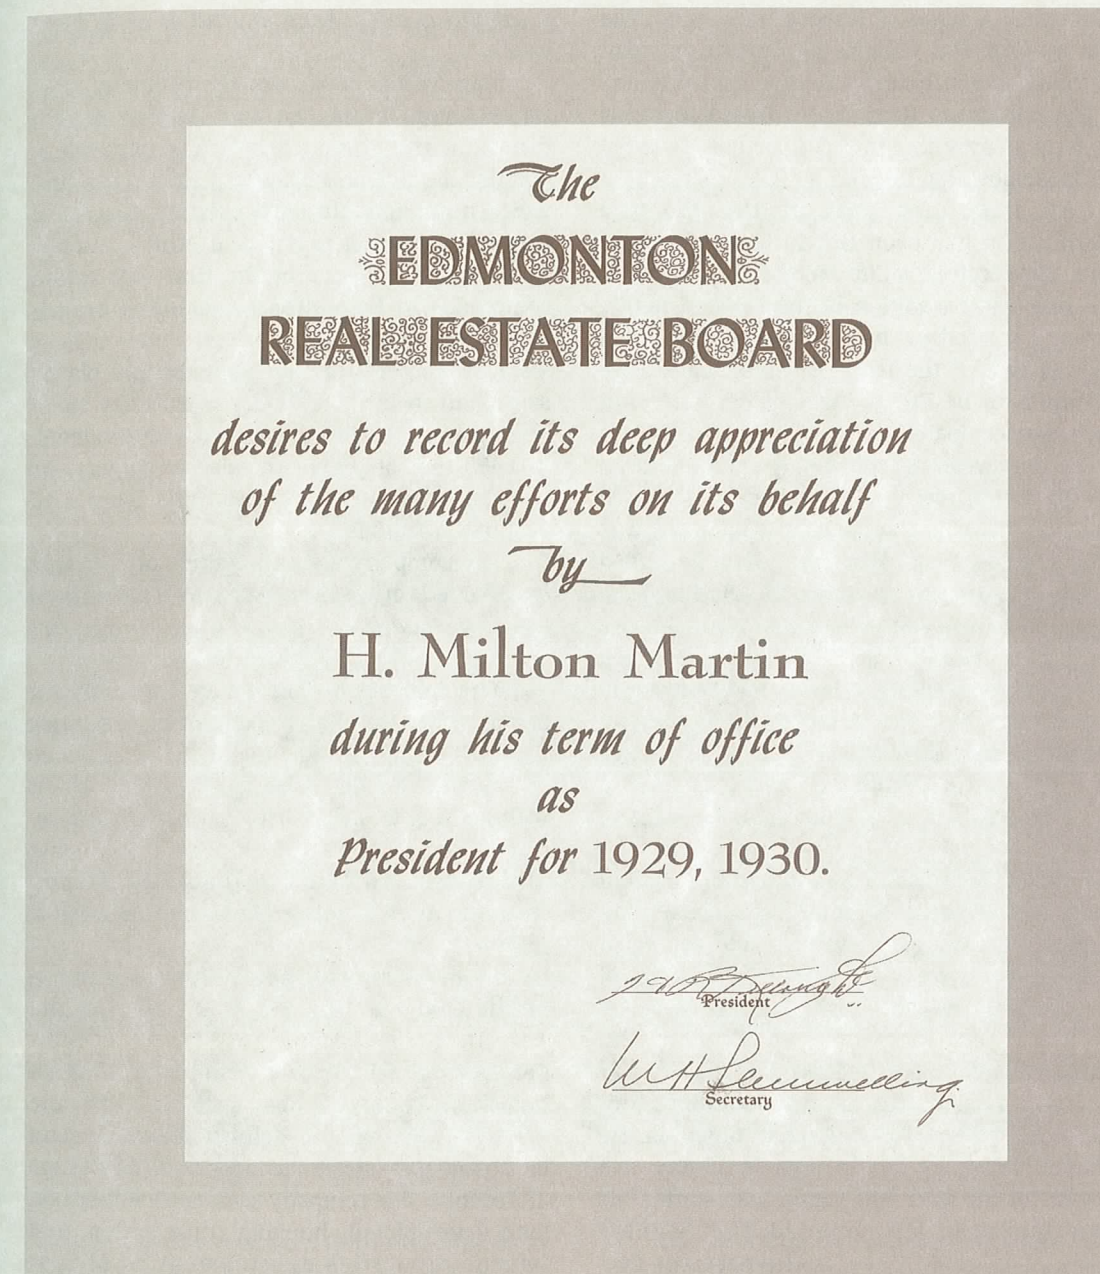 The
EDMONTON
REAL ESTATE BOARD
desires to record its deep appreciation
of the many efforts on its behalf
by
H. Milton Martin
during his term of office
as
President for 1929, 1930.
President
W H
Secretary